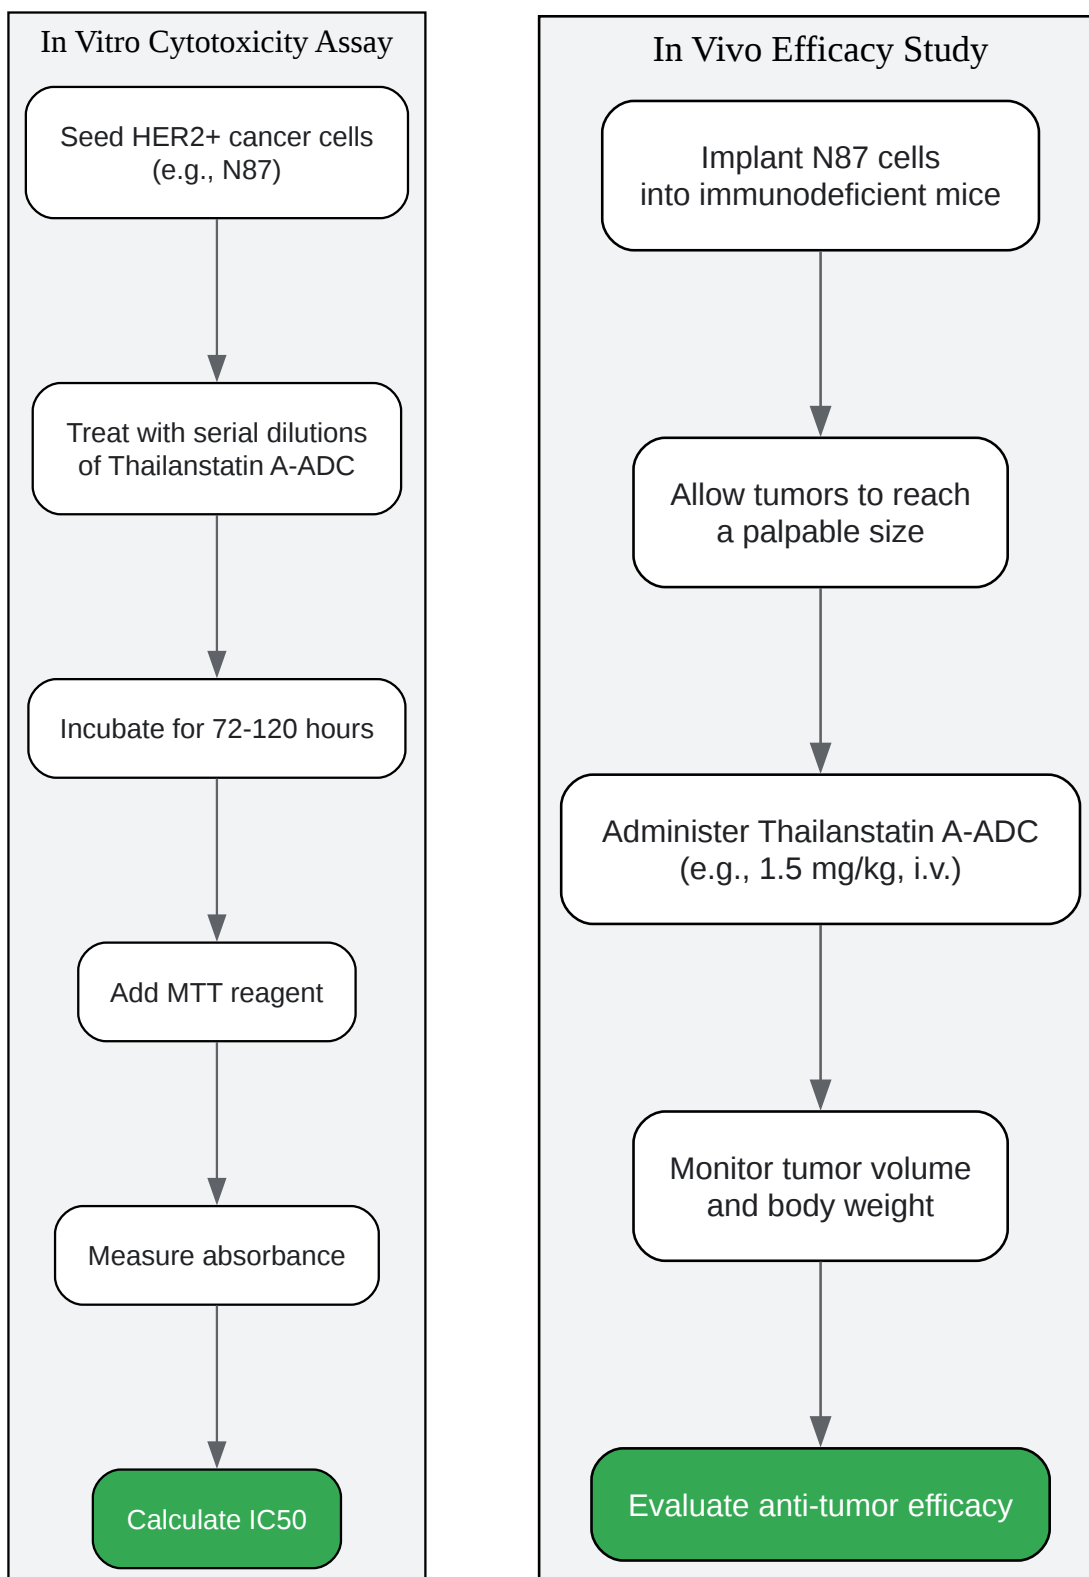 In Vitro Cytotoxicity Assay
Seed HER2+ cancer cells
(e.g., N87)
Treat with serial dilutions
of Thailanstatin A-ADC
Incubate for 72-120 hours
Add MTT reagent
Measure absorbance
Calculate IC50
In Vivo Efficacy Study
Implant N87 cells
into immunodeficient mice
Allow tumors to reach
a palpable size
Administer Thailanstatin A-ADC
(e.g., 1.5 mg/kg, i.v.)
Monitor tumor volume
and body weight
Evaluate anti-tumor efficacy